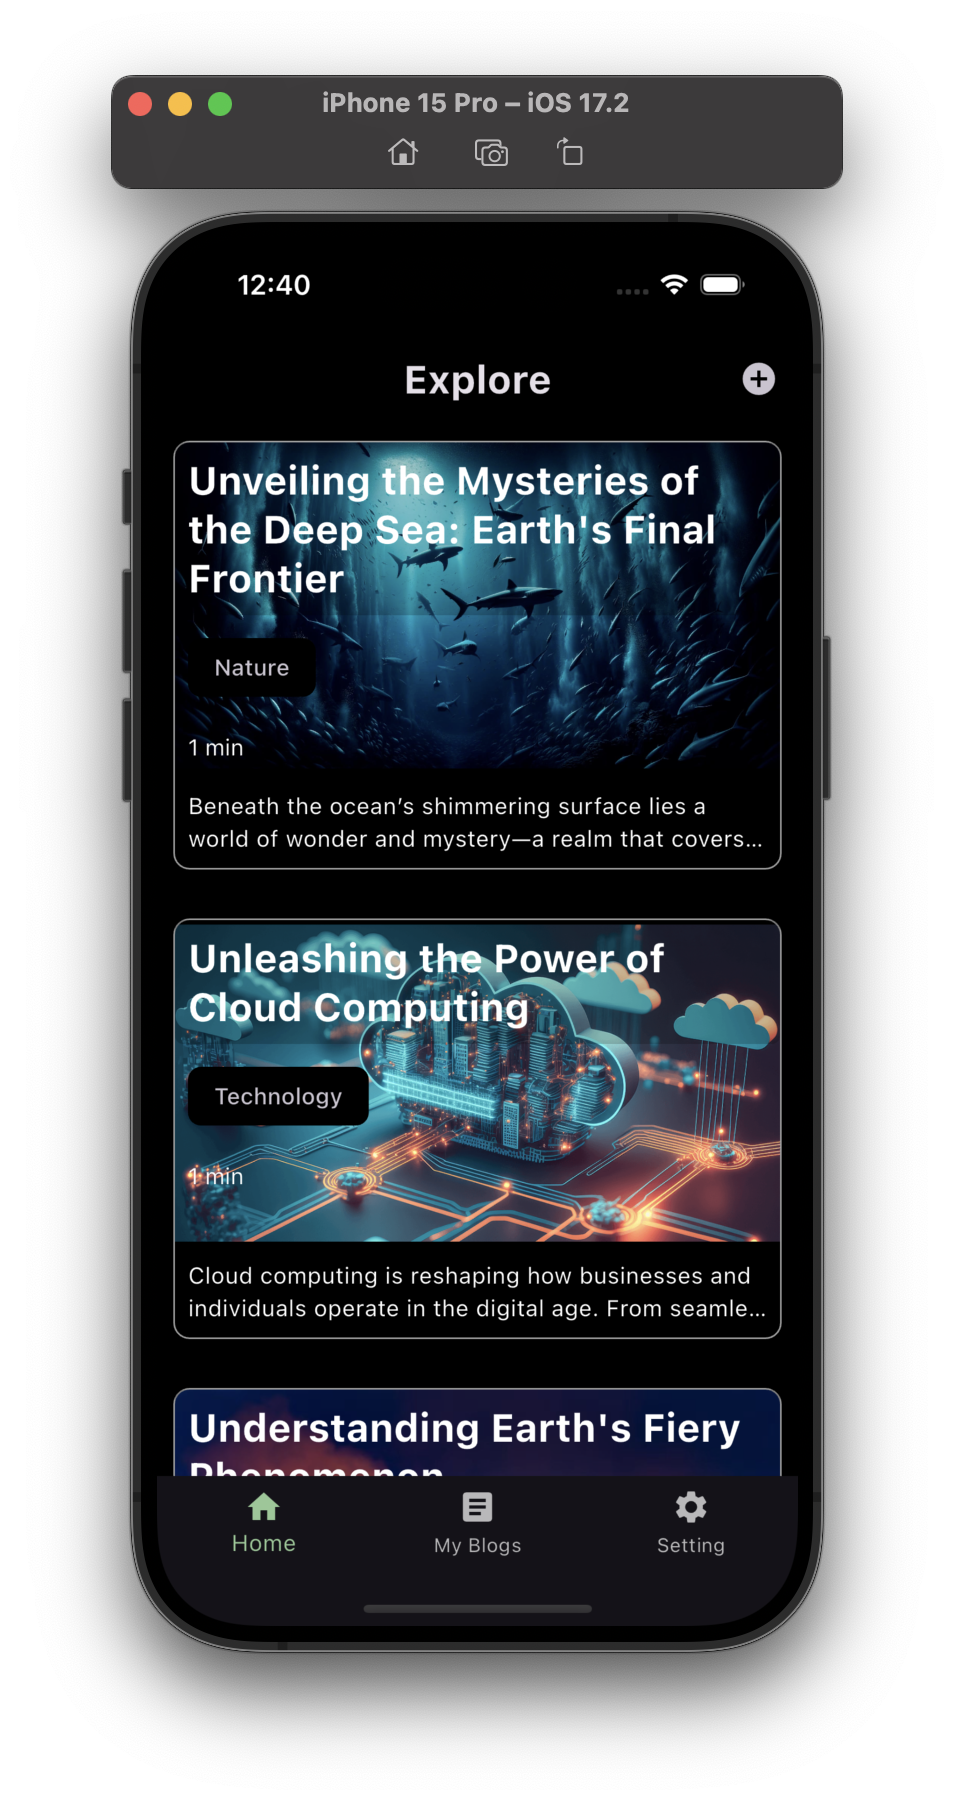 iPhone 15 Pro – iOS 17.2
12:40
Explore
Unveiling the Mysteries of
the Deep Sea: Earth's Final
Frontier
Nature
1 min
Beneath the ocean’s shimmering surface lies a
world of wonder and mystery—a realm that covers...
Unleashing the Power of
Cloud Computing
Technology
1 min
Cloud computing is reshaping how businesses and
individuals operate in the digital age. From seamle...
Understanding Earth's Fiery
Phenomenon
Home
My Blogs
Setting